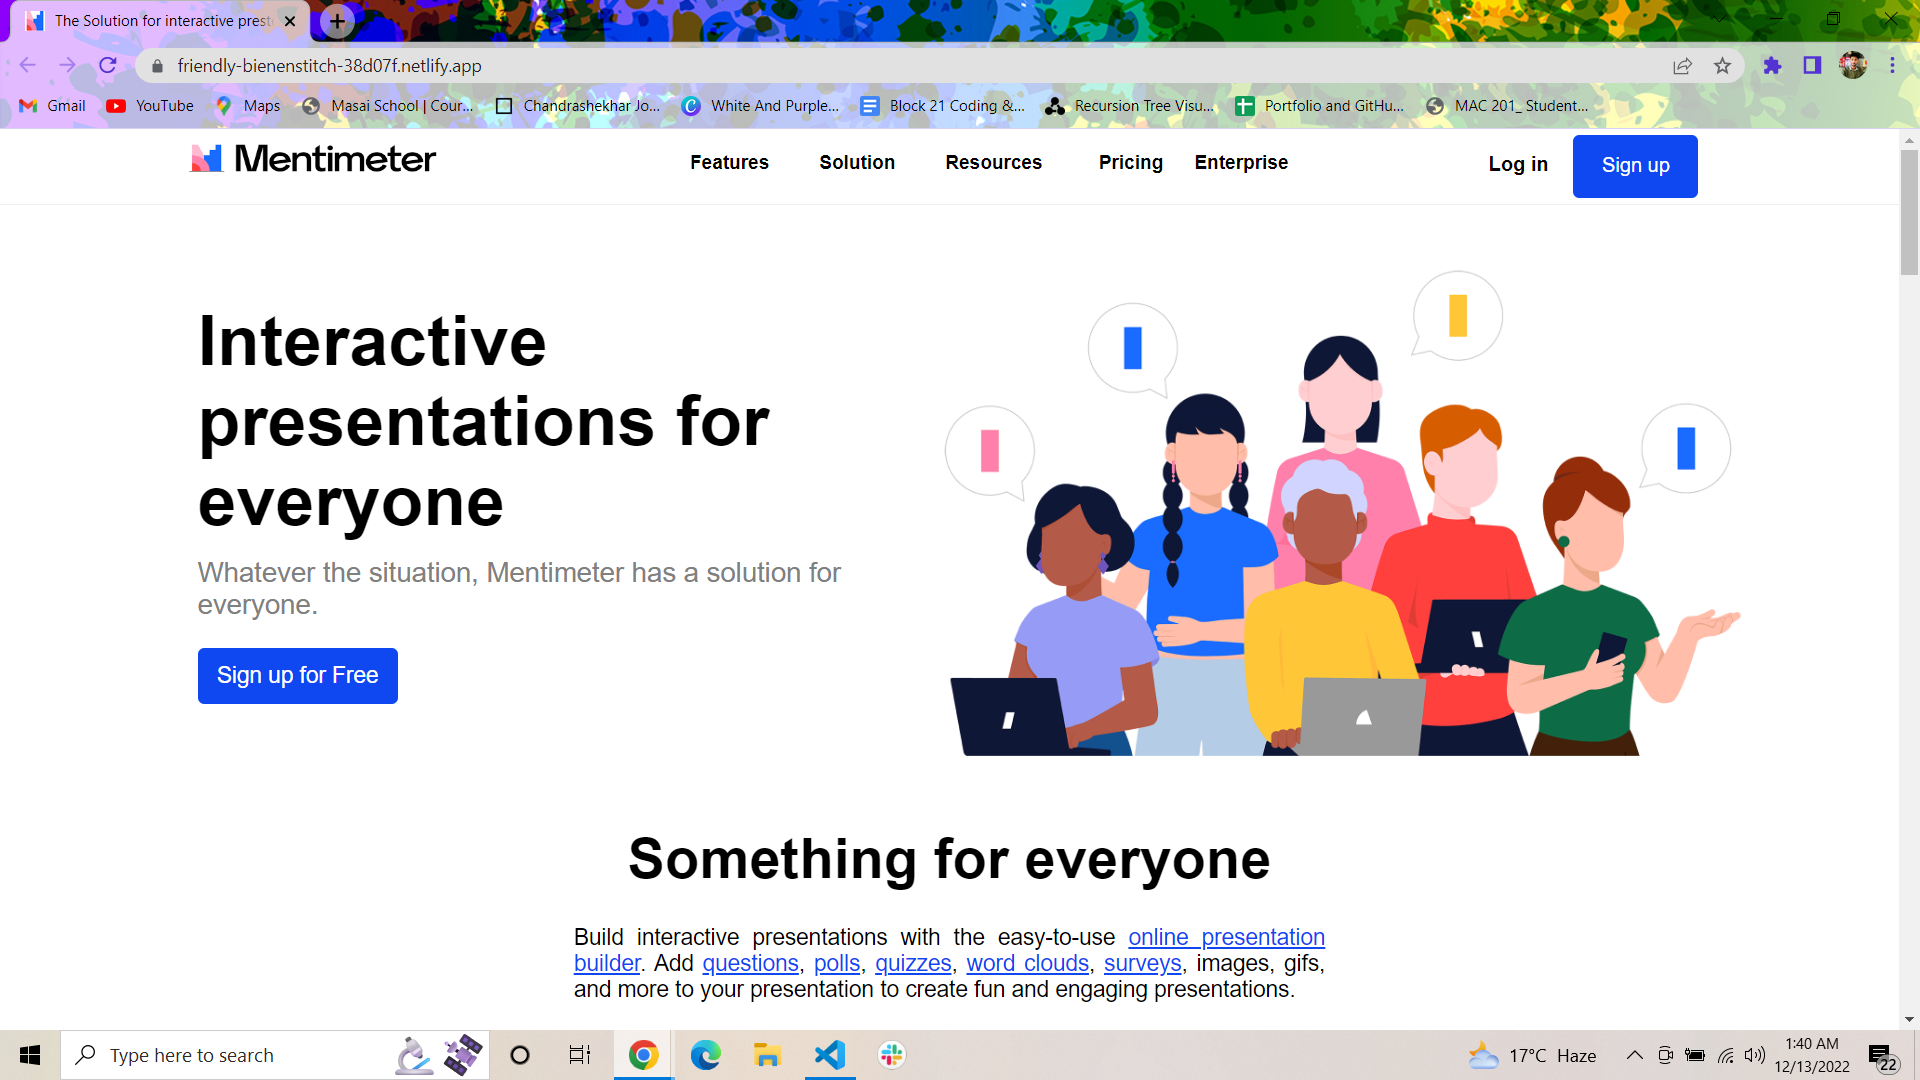 The Solution for interactive prest
friendly-bienenstitch-38d07f.netlify.app
Gmail
YouTube
Maps
Masai School | Cour...
Chandrashekhar Jo...
White And Purple...
Block 21 Coding &...
Recursion Tree Visu...
Portfolio and GitHu...
MAC 201_ Student...
Mentimeter
Features
Solution
Resources
Pricing
Enterprise
Log in
Sign up
Interactive
presentations for
everyone
Whatever the situation, Mentimeter has a solution for
everyone.
Sign up for Free
Something for everyone
Build interactive presentations with the easy-to-use online presentation
builder. Add questions, polls, quizzes, word clouds, surveys, images, gifs,
and more to your presentation to create fun and engaging presentations.
Type here to search
17°C Haze
1:40 AM
12/13/2022
22